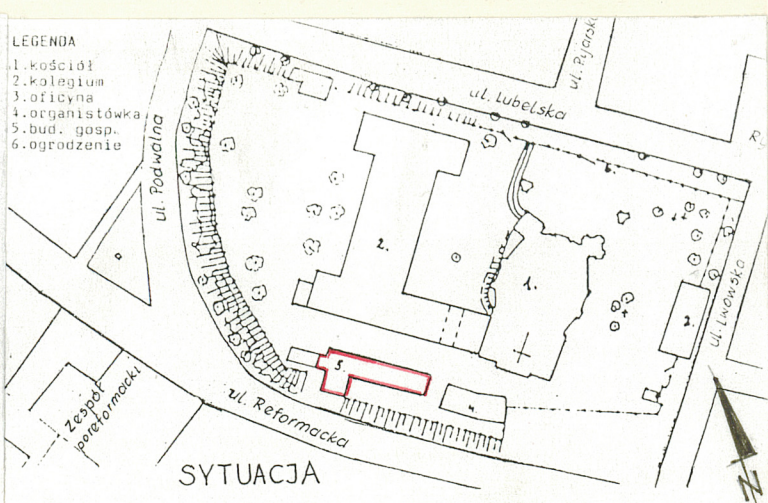 LEGENDA
1.kościół
2.kolegium
3.oficyna
4.organistówka
5.bud. gosp.
6.ogrodzenie
ul. Lubelska
ul. Pijarska
ul. Podwalna
ul. Lwowska
ul. Reformacka
Zespół
poreformacki
1.
2.
3.
4.
5.
6.
N
SYTUACJA